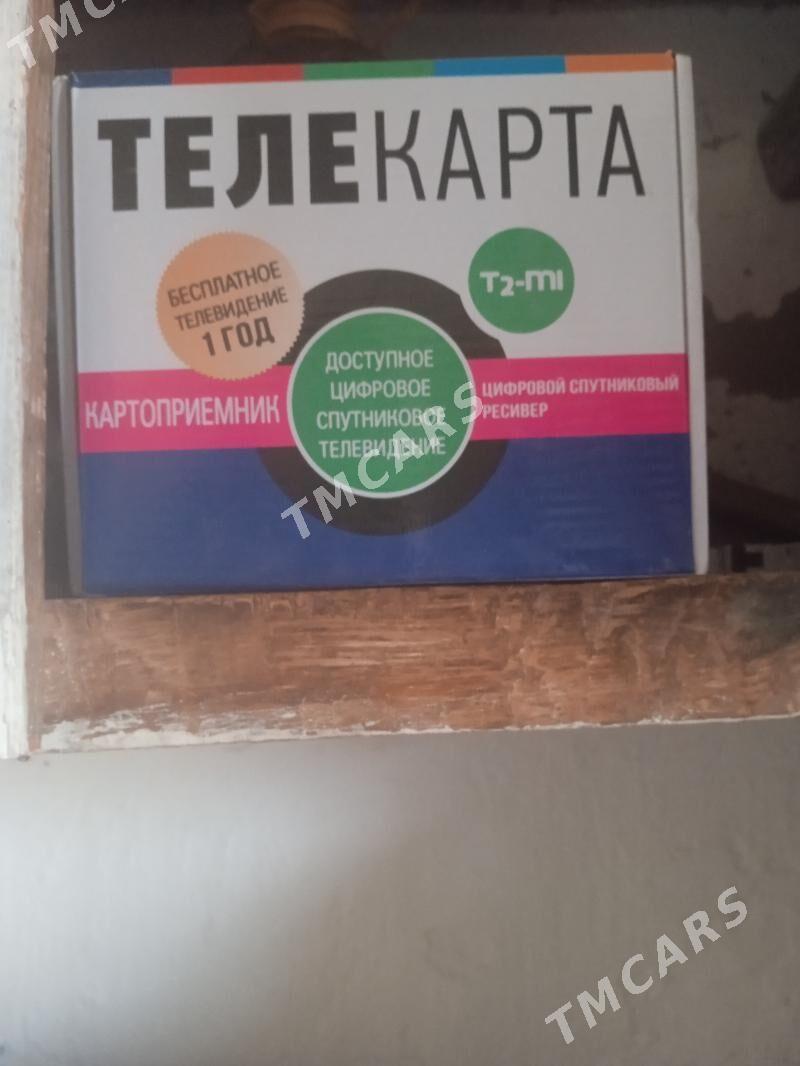 TMCARS
ТЕЛЕКАРТА
БЕСПЛАТНОЕ
ТЕЛЕВИДЕНИЕ
1 ГОД
T2-MI
КАРТОПРИЕМНИК
ДОСТУПНОЕ
ЦИФРОВОЕ
СПУТНИКОВОЕ
ТЕЛЕВИДЕНИЕ
ЦИФРОВОЙ СПУТНИКОВЫЙ
РЕСИВЕР
TMCARS
TMCARS